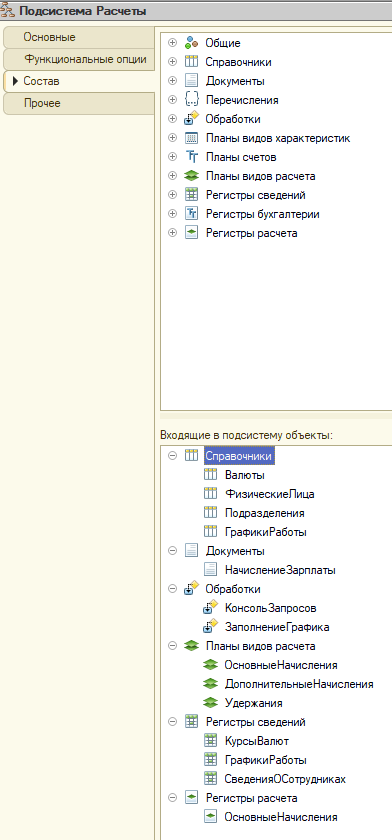 Подсистема Расчеты
Основные
Функциональные опции
Состав
Прочее
Общие
Справочники
Документы
Перечисления
Обработки
Планы видов характеристик
Планы счетов
Планы видов расчета
Регистры сведений
Регистры бухгалтерии
Регистры расчета
Входящие в подсистему объекты:
Справочники
Валюты
ФизическиеЛица
Подразделения
ГрафикиРаботы
Документы
НачислениеЗарплаты
Обработки
КонсольЗапросов
ЗаполнениеГрафика
Планы видов расчета
ОсновныеНачисления
ДополнительныеНачисления
Удержания
Регистры сведений
КурсыВалют
ГрафикиРаботы
СведенияОСотрудниках
Регистры расчета
ОсновныеНачисления